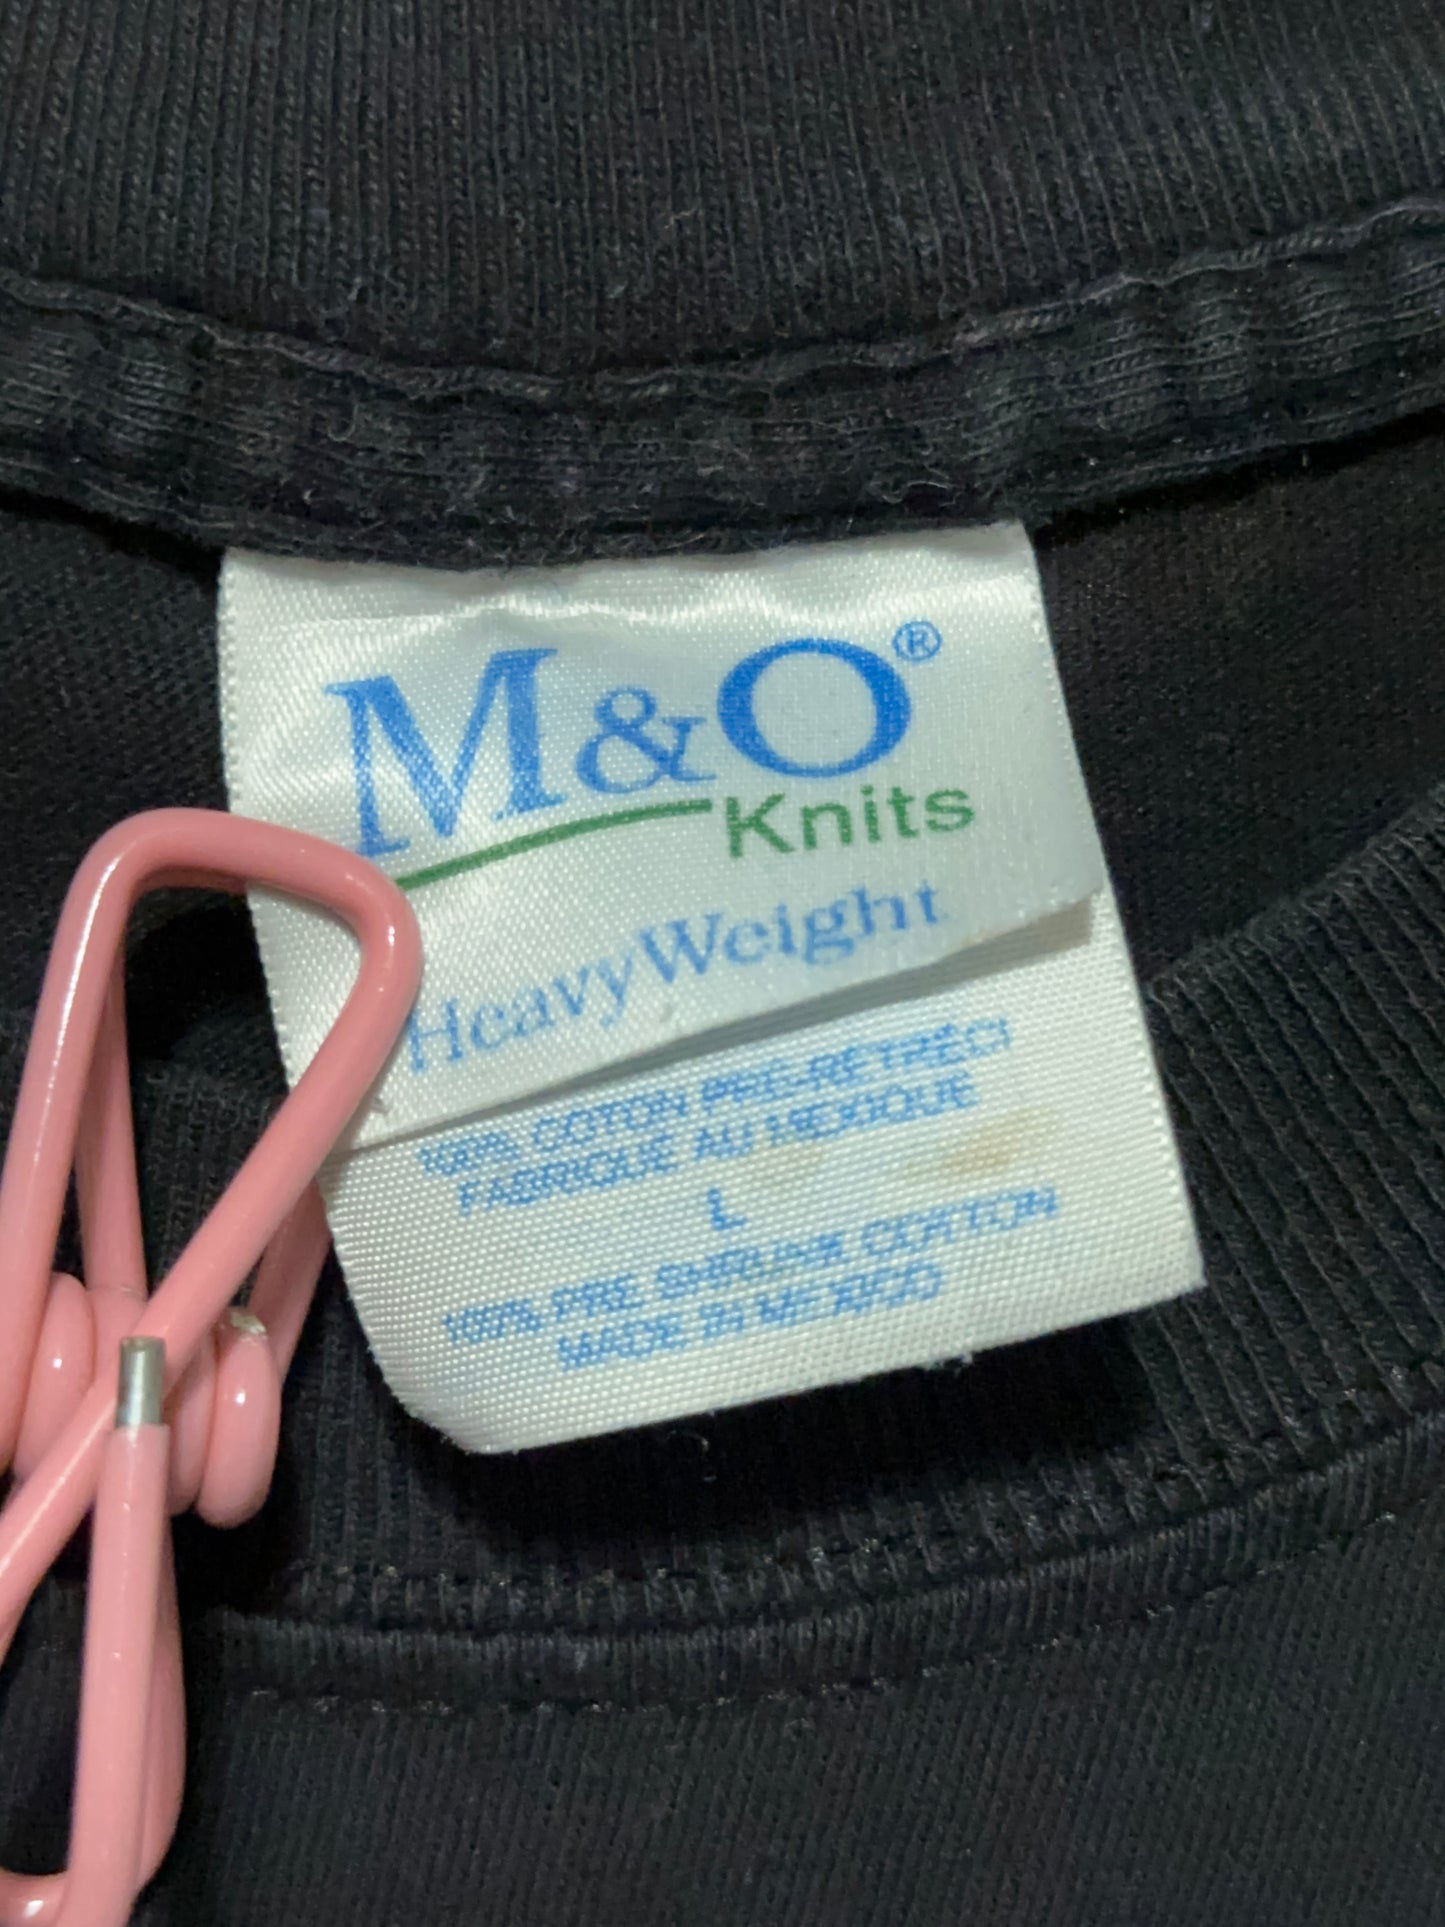 M&O®
Knits
HeavyWeight
100% COTON PRÉ-RÉTRÉCI
FABRIQUÉ AU MEXIQUE
L
100% PRE SHRUNK COTTON
MADE IN MEXICO